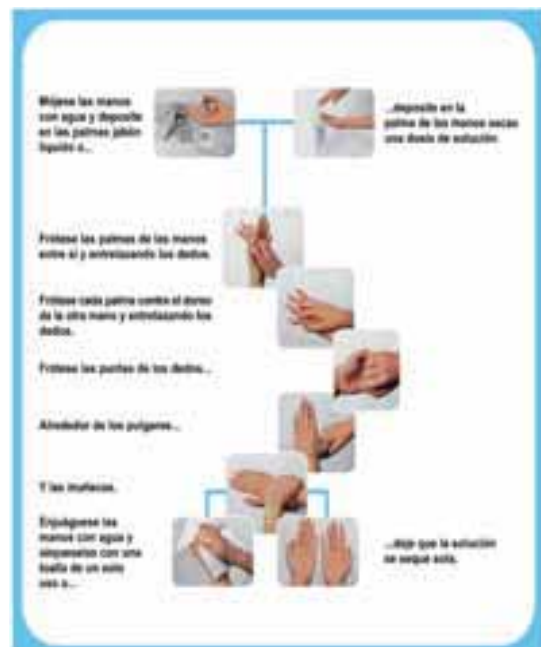 Mójese las manos
con agua y deposite
en las palmas jabón
líquido o...
...deposite en la
palma de las manos secas
una dosis de solución
Frótese las palmas de las manos
entre sí y entrelazando los dedos.
Frótese cada palma contra el dorso
de la otra mano y entrelazando los
dedos.
Frótese las puntas de los dedos...
Alrededor de los pulgares...
Y las muñecas.
Enjuáguese las
manos con agua y
séqueselas con una
toalla de un solo
uso o...
...deje que la solución
se seque sola.